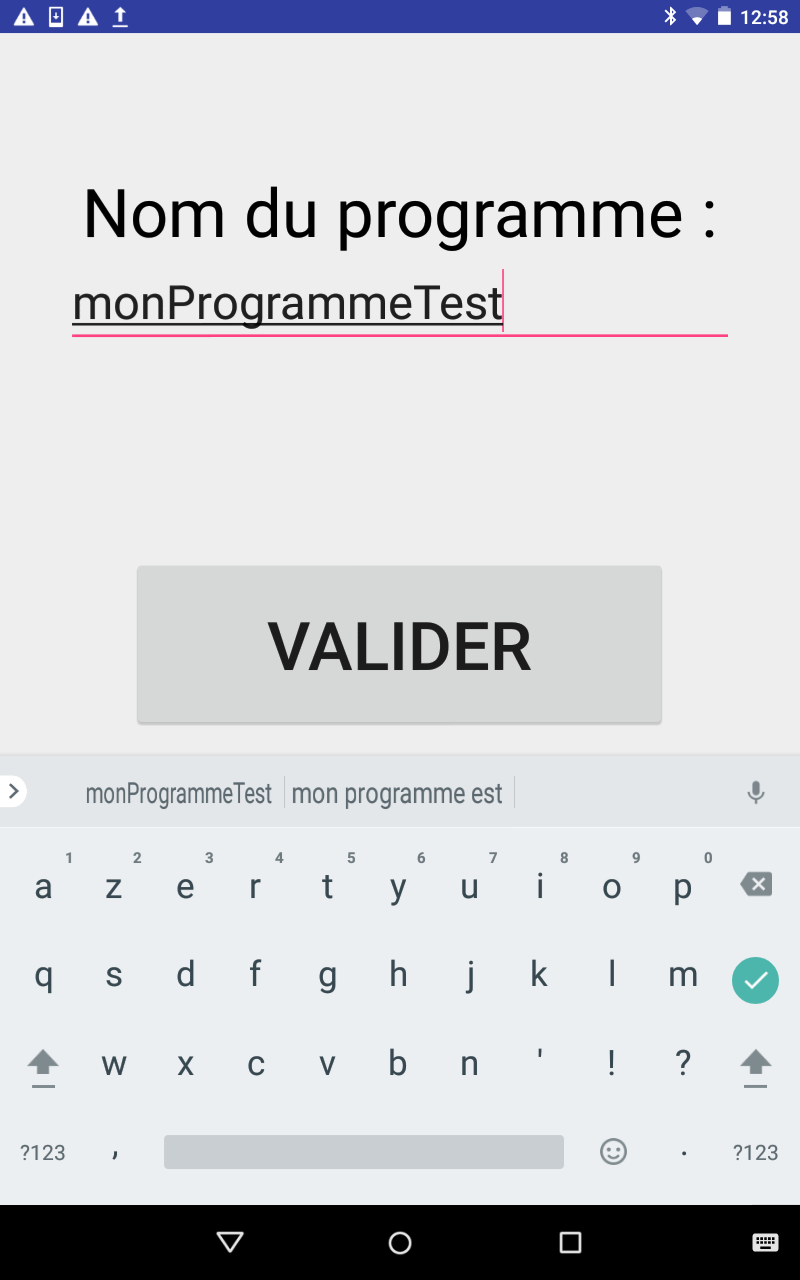 12:58
Nom du programme :
monProgrammeTest
VALIDER
monProgrammeTest mon programme est
1 2 3 4 5 6 7 8 9 0
a z e r t y u i o p
q s d f g h j k l m
w x c v b n ' ! ?
?123 , . ?123